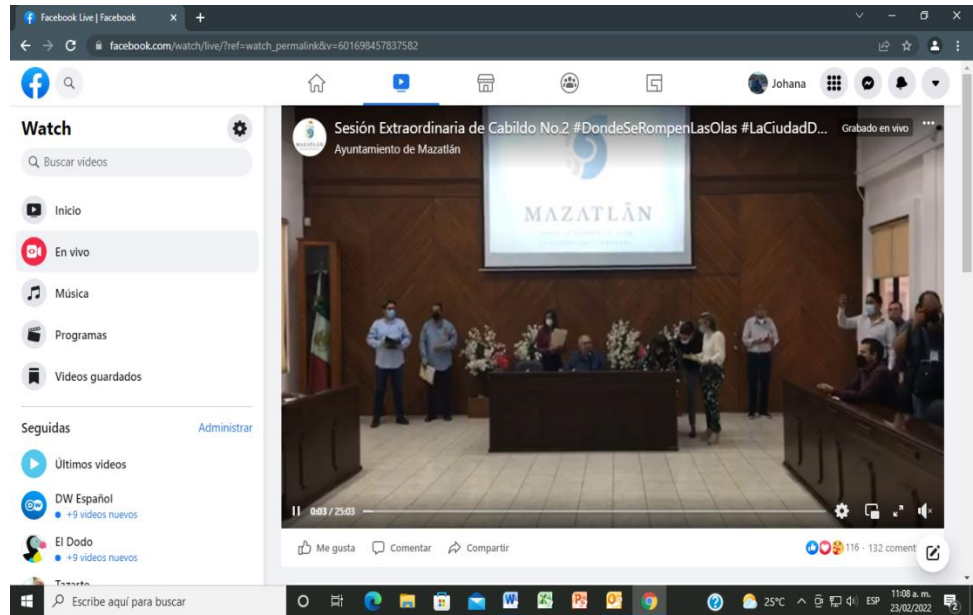 Facebook Live | Facebook
facebook.com/watch/live/?ref=watch_permalink&v=601698457837582
Johana
Watch
Buscar videos
Inicio
En vivo
Música
Programas
Videos guardados
Seguidas
Administrar
Últimos videos
DW Español
+9 videos nuevos
El Dodo
+9 videos nuevos
Sesión Extraordinaria de Cabildo No.2 #DondeSeRompenLasOlas #LaCiudadD...
Ayuntamiento de Mazatlán
Grabado en vivo
MAZATLĀN
0:03 / 25:03
Me gusta
Comentar
Compartir
116 · 132 coment
Escribe aquí para buscar
25°C
ESP
11:08 a. m.
23/02/2022